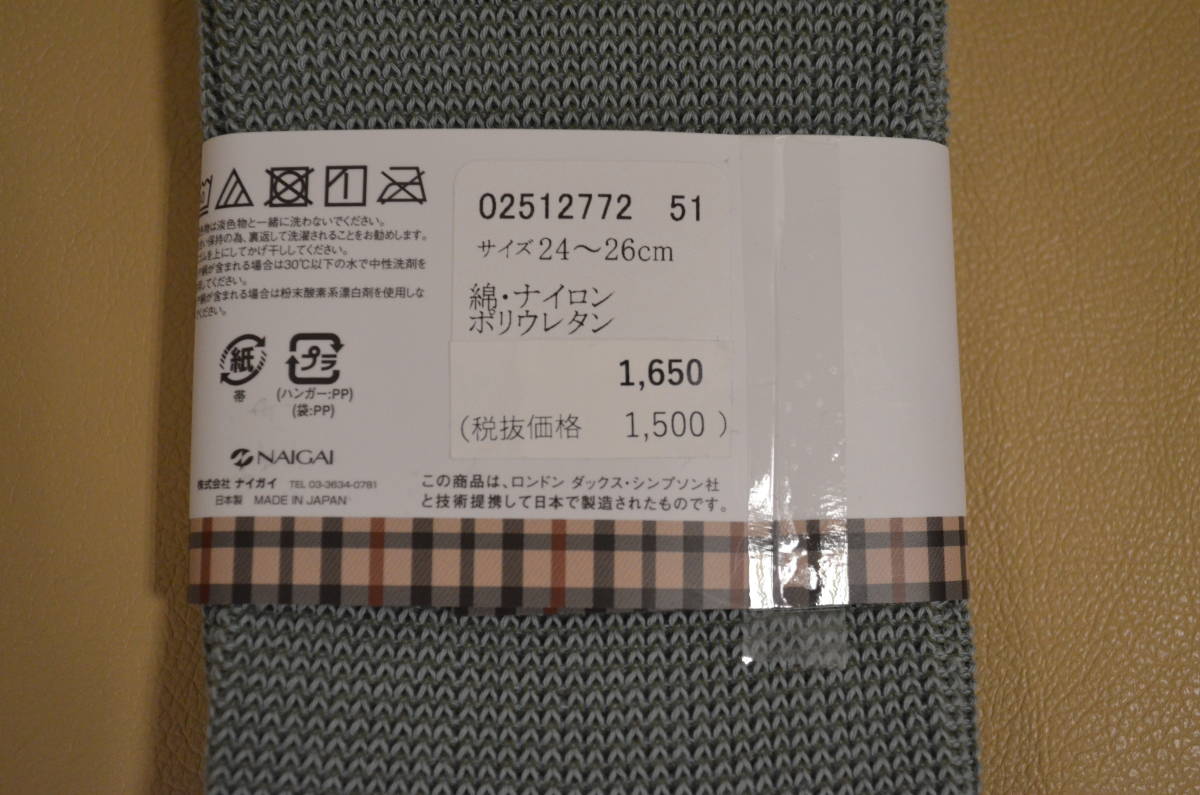 物は淡色物と一緒に洗わないでください。
い保持の為、裏返して洗濯されることをお勧めします。
ムを上にしてかげ干ししてください。
が含まれる場合は30℃以下の水で中性洗剤を
してください。
が含まれる場合は粉末酸素系漂白剤を使用しな
ください。
紙
帯
プラ
(ハンガー:PP)
(袋:PP)
NAIGAI
株式会社 ナイガイ TEL 03-3634-0781
日本製 MADE IN JAPAN
02512772 51
サイズ 24～26cm
綿・ナイロン
ポリウレタン
1,650
(税抜価格 1,500 )
この商品は、ロンドン ダックス・シンプソン社
と技術提携して日本で製造されたものです。